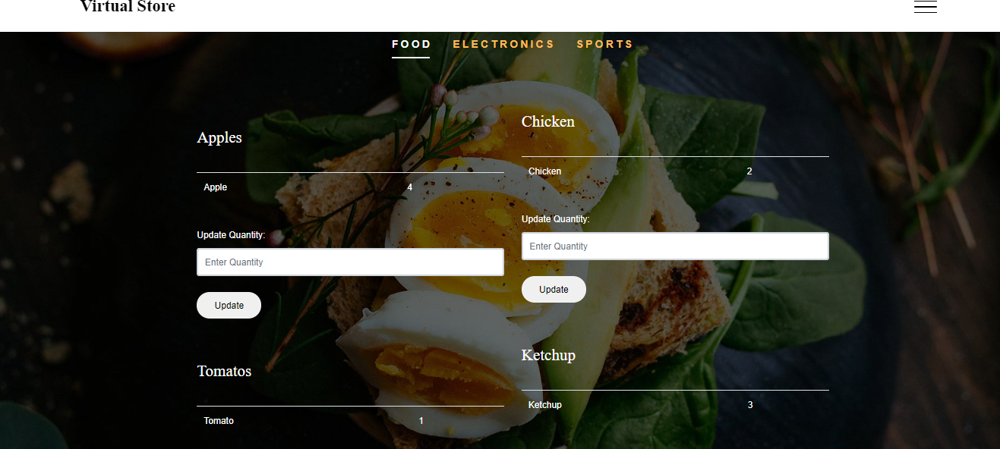 Virtual Store
FOOD ELECTRONICS SPORTS
Apples
Apple 4
Update Quantity:
Enter Quantity
Update
Tomatos
Tomato 1
Chicken
Chicken 2
Update Quantity:
Enter Quantity
Update
Ketchup
Ketchup 3